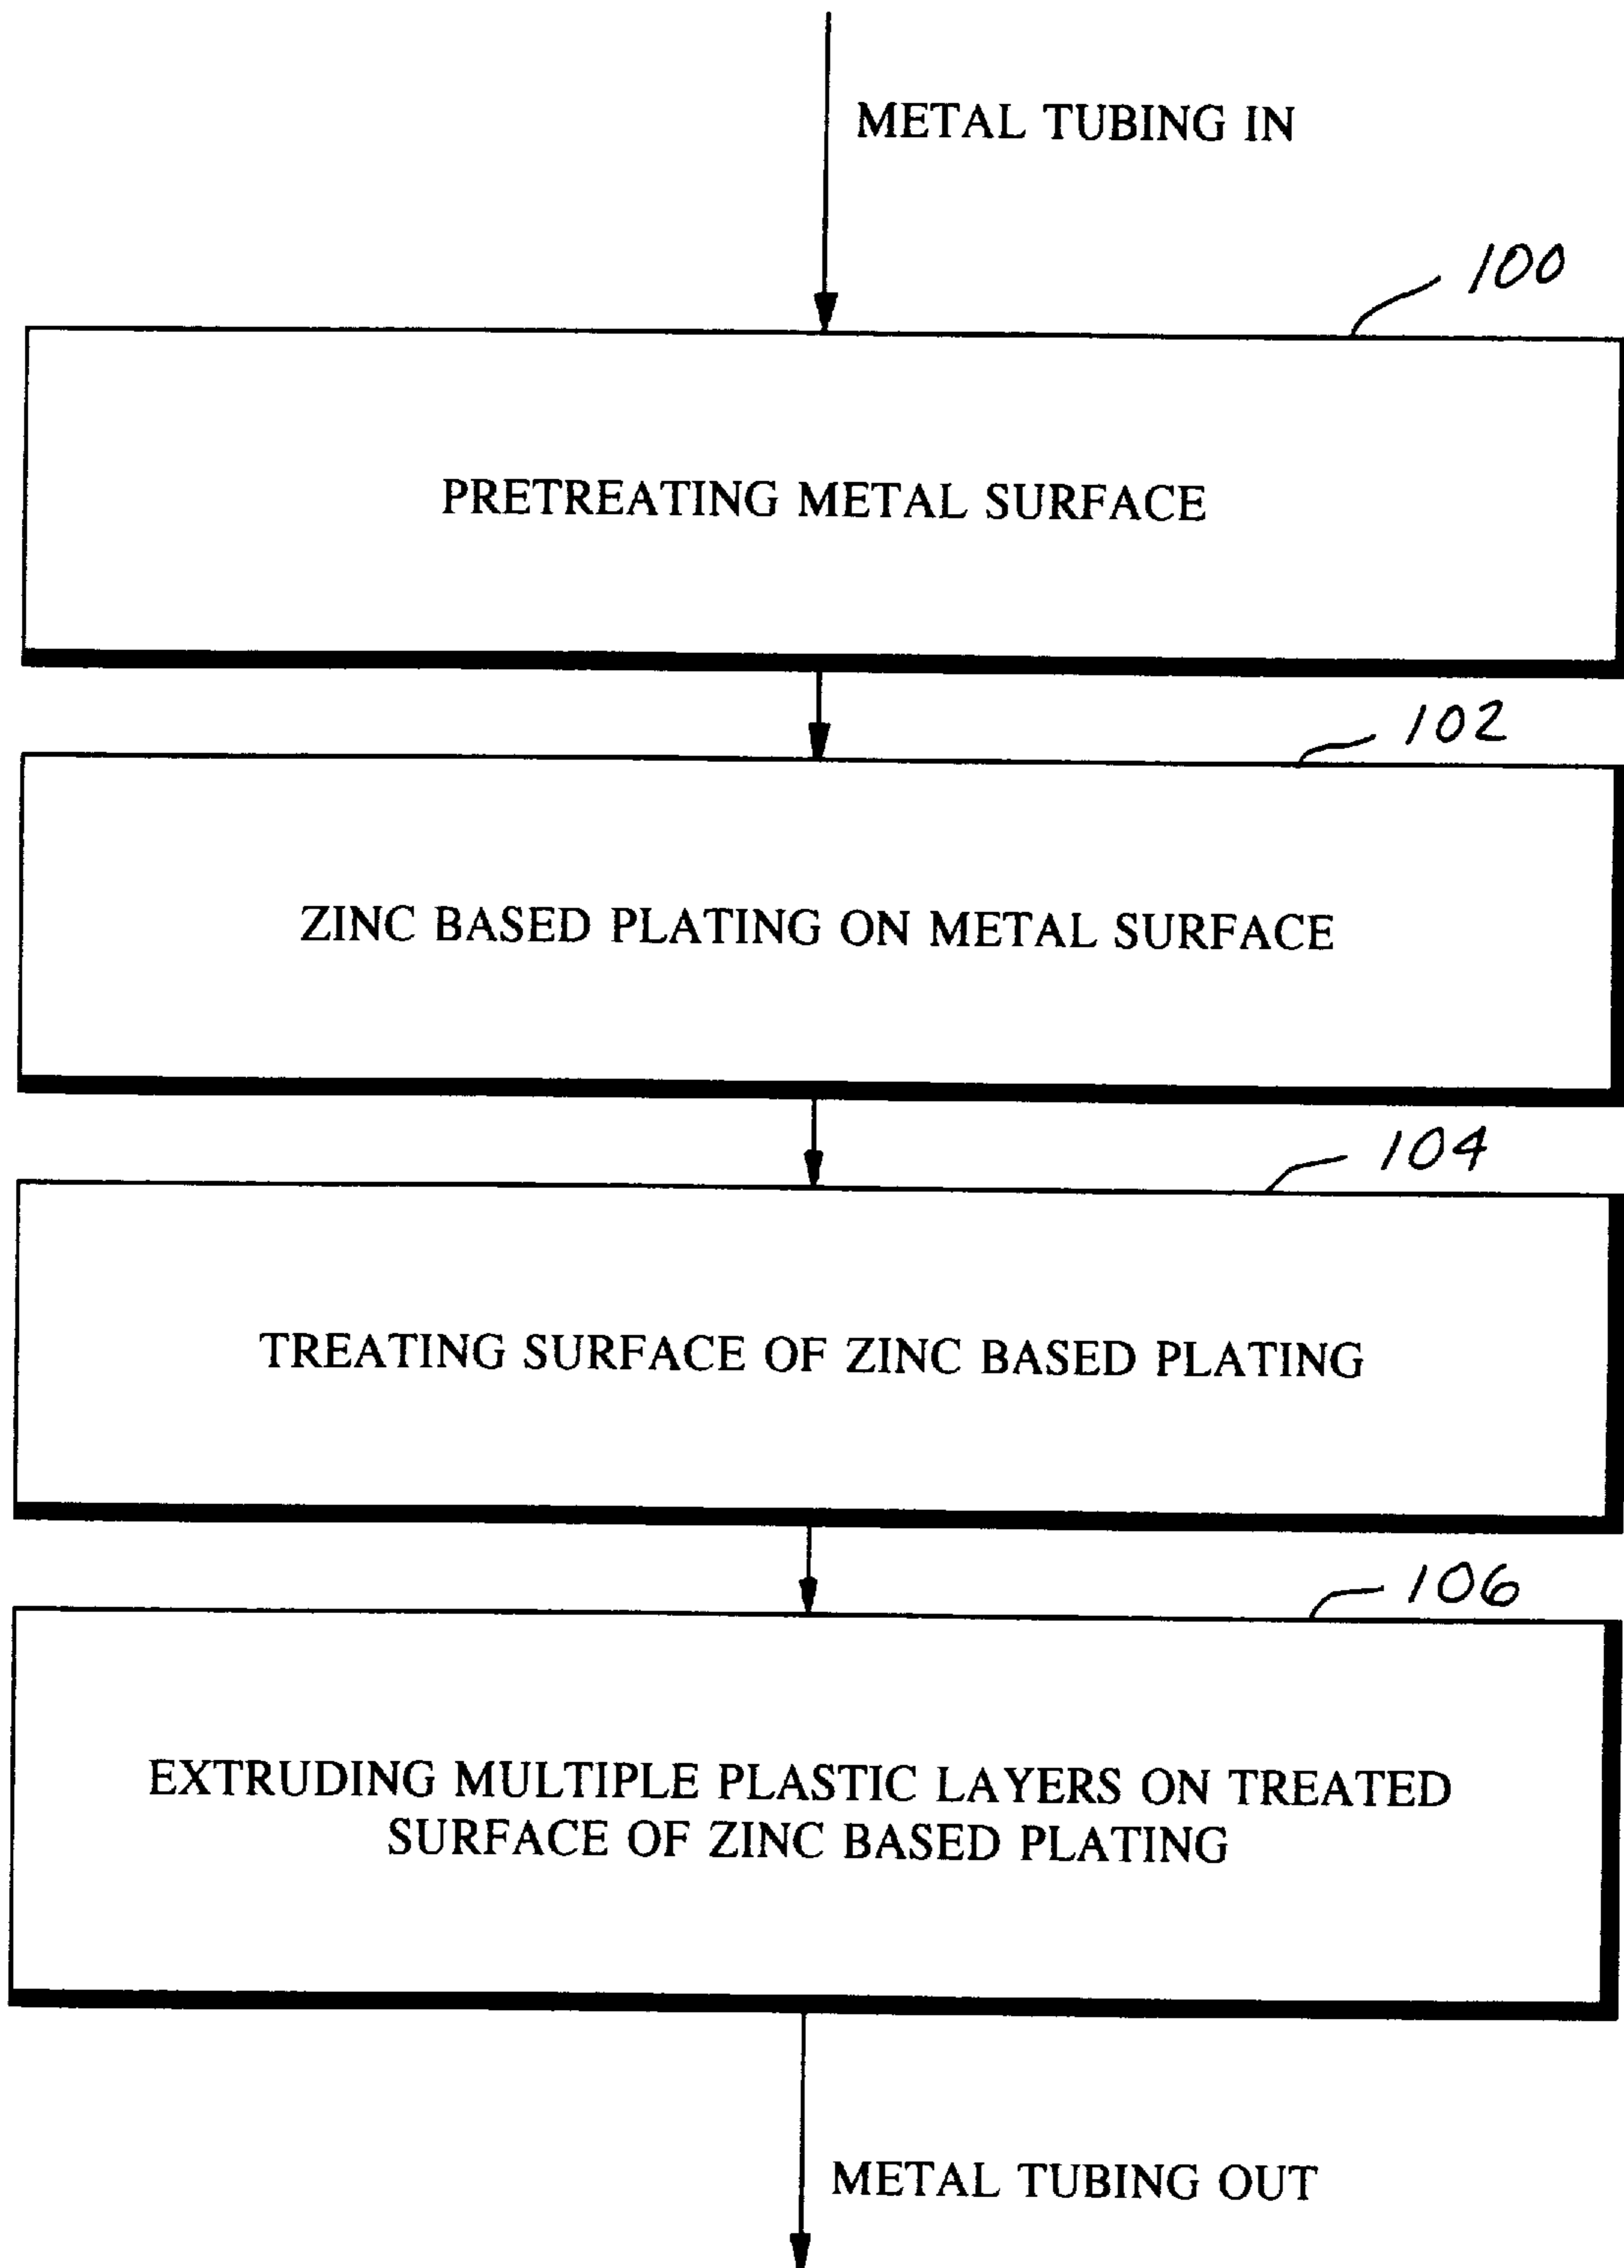 METAL TUBING IN
100
PRETREATING METAL SURFACE
102
ZINC BASED PLATING ON METAL SURFACE
104
TREATING SURFACE OF ZINC BASED PLATING
106
EXTRUDING MULTIPLE PLASTIC LAYERS ON TREATED
SURFACE OF ZINC BASED PLATING
METAL TUBING OUT